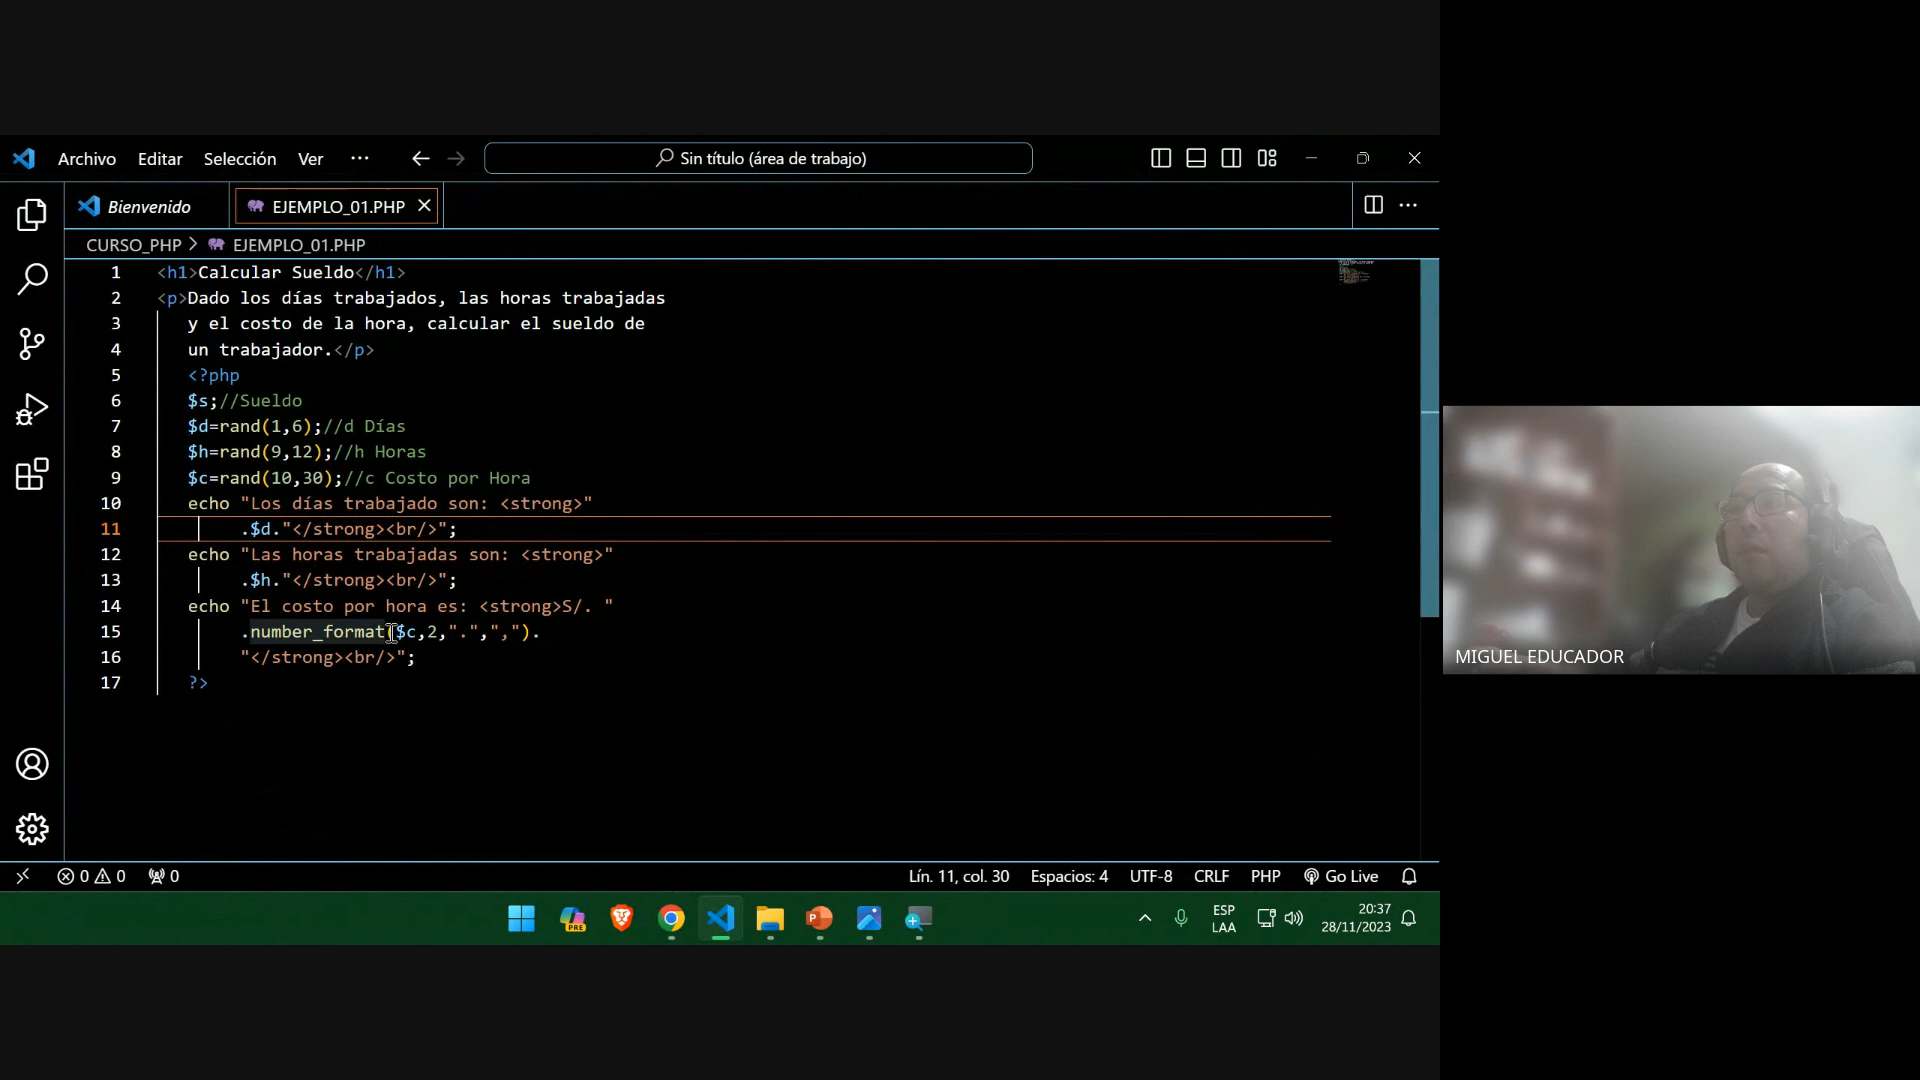 Archivo Editar Selección Ver ··· Sin título (área de trabajo)
Bienvenido EJEMPLO_01.PHP
CURSO_PHP > EJEMPLO_01.PHP
1 <h1>Calcular Sueldo</h1>
2 <p>Dado los días trabajados, las horas trabajadas
3 y el costo de la hora, calcular el sueldo de
4 un trabajador.</p>
5 <?php
6 $s;//Sueldo
7 $d=rand(1,6);//d Días
8 $h=rand(9,12);//h Horas
9 $c=rand(10,30);//c Costo por Hora
10 echo "Los días trabajado son: <strong>"
11 .$d."</strong><br/>";
12 echo "Las horas trabajadas son: <strong>"
13 .$h."</strong><br/>";
14 echo "El costo por hora es: <strong>S/. "
15 .number_format($c,2,".",",").
16 "</strong><br/>";
17 ?>
MIGUEL EDUCADOR
0 0 0 Lín. 11, col. 30 Espacios: 4 UTF-8 CRLF PHP Go Live
PRE
ESP
LAA
20:37
28/11/2023